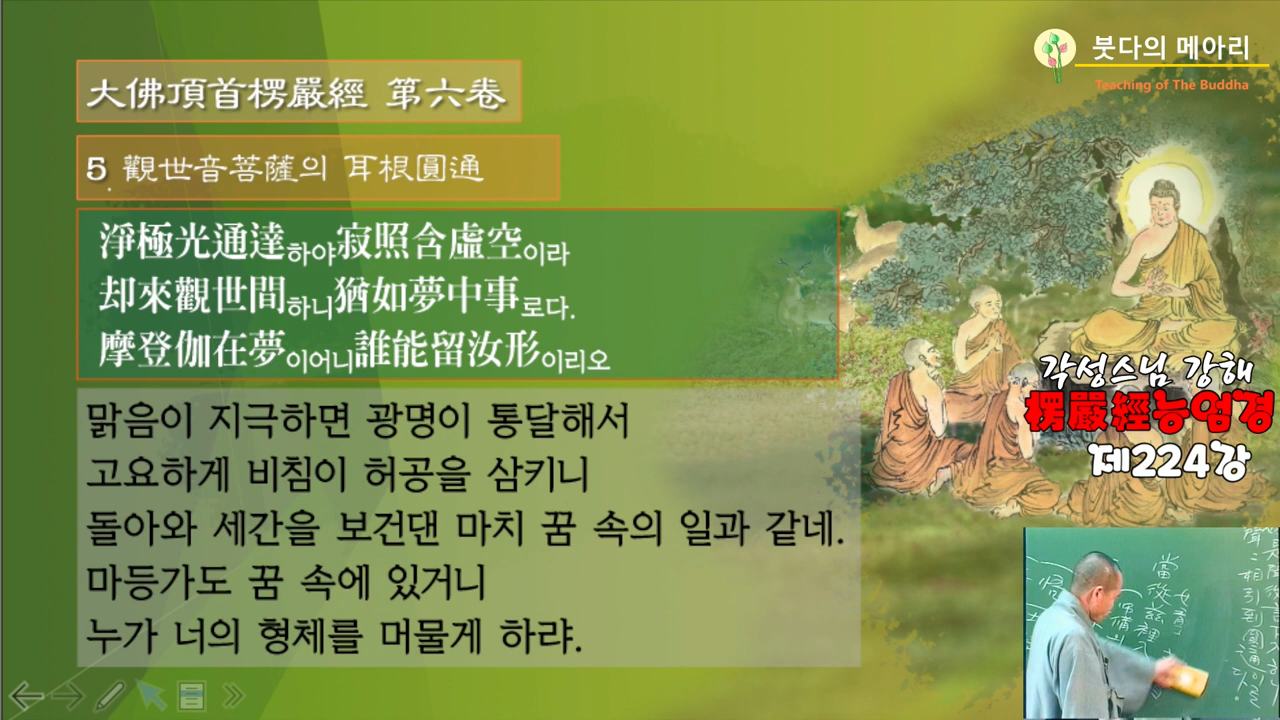 붓다의 메아리
Teaching of The Buddha
大佛頂首楞嚴經 第六卷
5. 觀世音菩薩의 耳根圓通
淨極光通達하야寂照含虛空이라
却來觀世間하니猶如夢中事로다.
摩登伽在夢이어니誰能留汝形이리오
맑음이 지극하면 광명이 통달해서
고요하게 비침이 허공을 삼키니
돌아와 세간을 보건댄 마치 꿈 속의 일과 같네.
마등가도 꿈 속에 있거니
누가 너의 형체를 머물게 하랴.
각성스님 강해
楞嚴經능엄경
제224강
當
從
相
引
到
圓
通